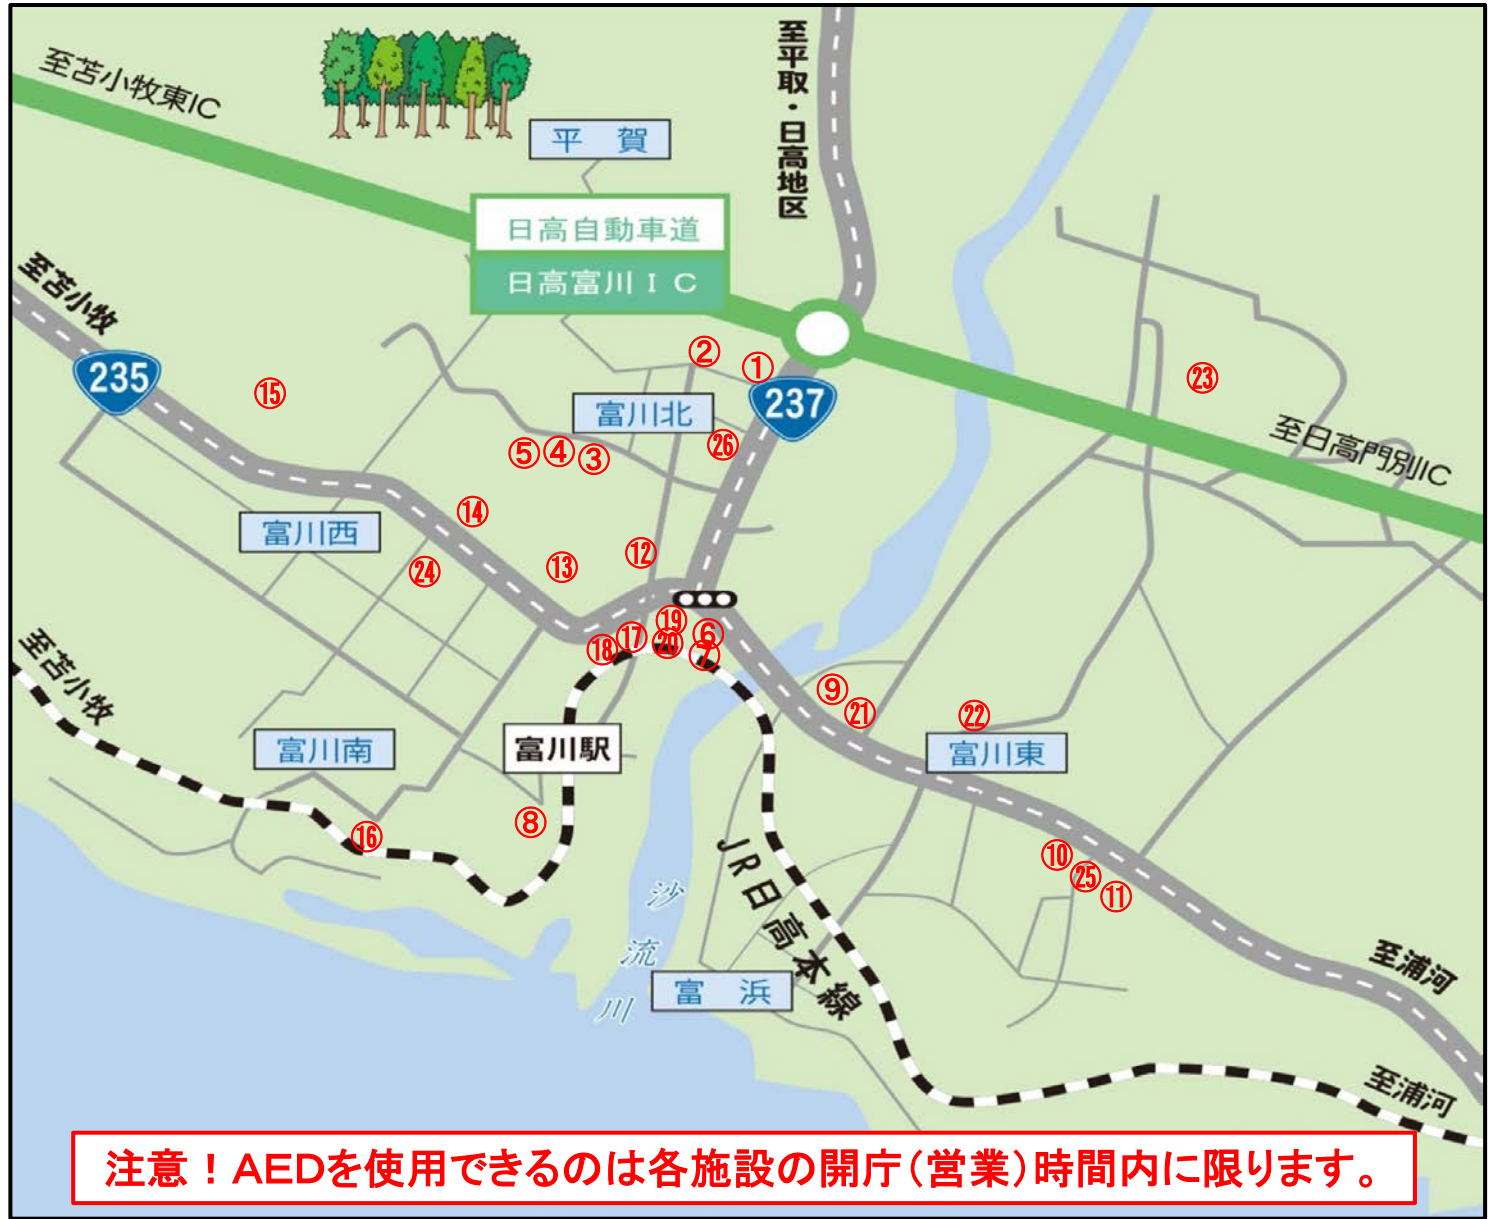 至苫小牧東IC
平 賀
至平取・日高地区
日高自動車道
日高富川IC
至苫小牧
235
237
②
①
⑮
㉓
富川北
㉖
⑤
④
③
至日高門別IC
⑭
富川西
⑫
⑬
㉔
⑲
⑥
⑰
⑳
⑱
⑦
至苫小牧
⑨
㉑
㉒
富川南
富川駅
富川東
⑧
⑯
⑩
㉕
⑪
JR日高本線
沙流川
富 浜
至浦河
至浦河
注意！AEDを使用できるのは各施設の開庁(営業)時間内に限ります。